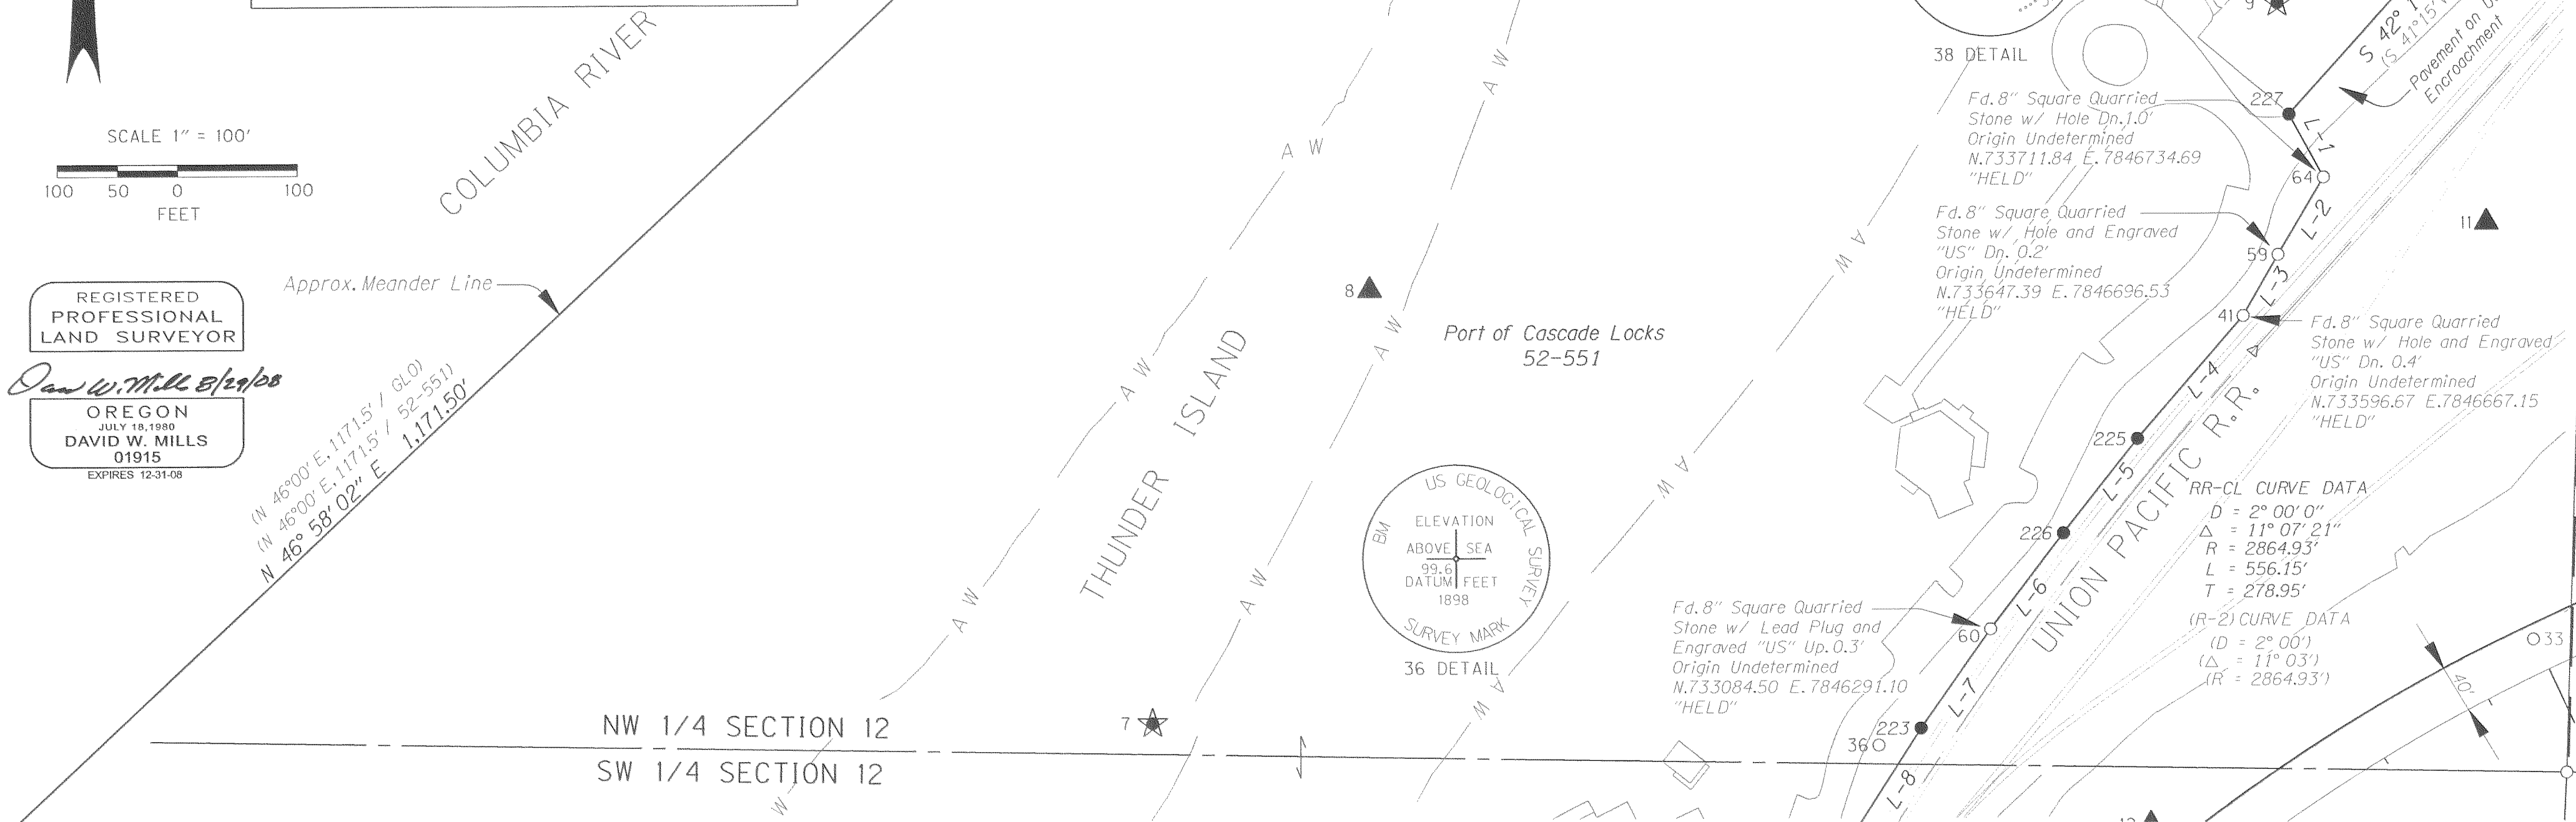 COLUMBIA RIVER
SCALE 1" = 100'
100 50 0 100
FEET
Approx. Meander Line
REGISTERED
PROFESSIONAL
LAND SURVEYOR
8/29/08
OREGON
JULY 18, 1980
DAVID W. MILLS
01915
EXPIRES 12-31-08
(N 46°00' E, 1171.5' / GLO)
(N 46°00' E, 1171.5' / 52-551)
N 46° 58' 02" E 1,171.50'
NW 1/4 SECTION 12
SW 1/4 SECTION 12
THUNDER ISLAND
A W
A W
A W
A W
A W
A W
A W
W
W
A
W
A
W
A
W
A
7
8
Port of Cascade Locks
52-551
US GEOLOGICAL SURVEY
BM
ELEVATION
ABOVE SEA
99.6
DATUM FEET
1898
SURVEY MARK
36 DETAIL
38 DETAIL
9
S 42°
(S 41°15'
Pavement on
Encroachment
Fd. 8" Square Quarried
Stone w/ Hole Dn. 1.0'
Origin Undetermined
N.733711.84 E.7846734.69
"HELD"
Fd. 8" Square Quarried
Stone w/ Hole and Engraved
"US" Dn. 0.2'
Origin Undetermined
N.733647.39 E.7846696.53
"HELD"
Fd. 8" Square Quarried
Stone w/ Hole and Engraved
"US" Dn. 0.4'
Origin Undetermined
N.733596.67 E.7846667.15
"HELD"
Fd. 8" Square Quarried
Stone w/ Lead Plug and
Engraved "US" Up. 0.3'
Origin Undetermined
N.733084.50 E.7846291.10
"HELD"
227
L-1
64
L-2
59
L-3
41
L-4
225
L-5
226
L-6
60
L-7
223
36
L-8
11
UNION PACIFIC R.R.
RR-CL CURVE DATA
D = 2° 00' 0"
Δ = 11° 07' 21"
R = 2864.93'
L = 556.15'
T = 278.95'
(R-2) CURVE DATA
(D = 2° 00')
(Δ = 11° 03')
(R = 2864.93')
33
40'